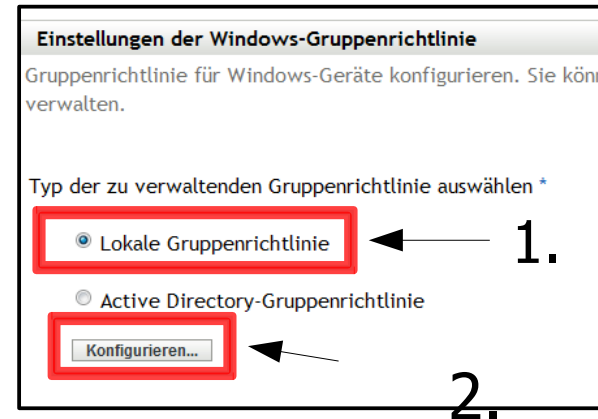 Einstellungen der Windows-Gruppenrichtlinie
Gruppenrichtlinie für Windows-Geräte konfigurieren. Sie
verwalten.
Typ der zu verwaltenden Gruppenrichtlinie auswählen *
Lokale Gruppenrichtlinie
1.
Active Directory-Gruppenrichtlinie
Konfigurieren...
2.